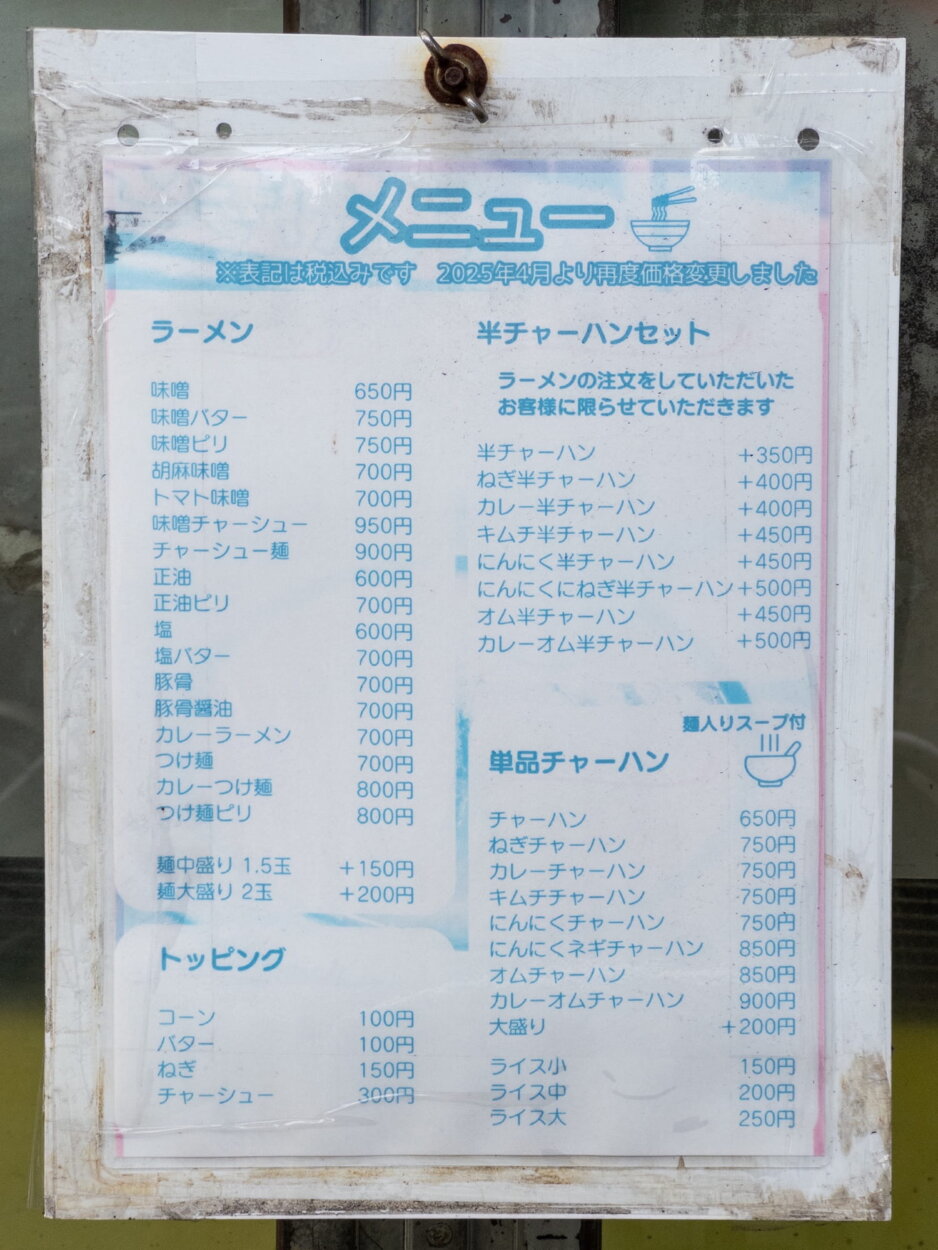 メニュー
※表記は税込みです 2025年4月より再度価格変更しました
ラーメン
味噌 650円
味噌バター 750円
味噌ピリ 750円
胡麻味噌 700円
トマト味噌 700円
味噌チャーシュー 950円
チャーシュー麺 900円
正油 600円
正油ピリ 700円
塩 600円
塩バター 700円
豚骨 700円
豚骨醤油 700円
カレーラーメン 700円
つけ麺 700円
カレーつけ麺 800円
つけ麺ピリ 800円
麺中盛り 1.5玉 +150円
麺大盛り 2玉 +200円
トッピング
コーン 100円
バター 100円
ねぎ 150円
チャーシュー 300円
半チャーハンセット
ラーメンの注文をしていただいた
お客様に限らせていただきます
半チャーハン +350円
ねぎ半チャーハン +400円
カレー半チャーハン +400円
キムチ半チャーハン +450円
にんにく半チャーハン +450円
にんにくにねぎ半チャーハン+500円
オム半チャーハン +450円
カレーオム半チャーハン +500円
麺入りスープ付
単品チャーハン
チャーハン 650円
ねぎチャーハン 750円
カレーチャーハン 750円
キムチチャーハン 750円
にんにくチャーハン 750円
にんにくネギチャーハン 850円
オムチャーハン 850円
カレーオムチャーハン 900円
大盛り +200円
ライス小 150円
ライス中 200円
ライス大 250円